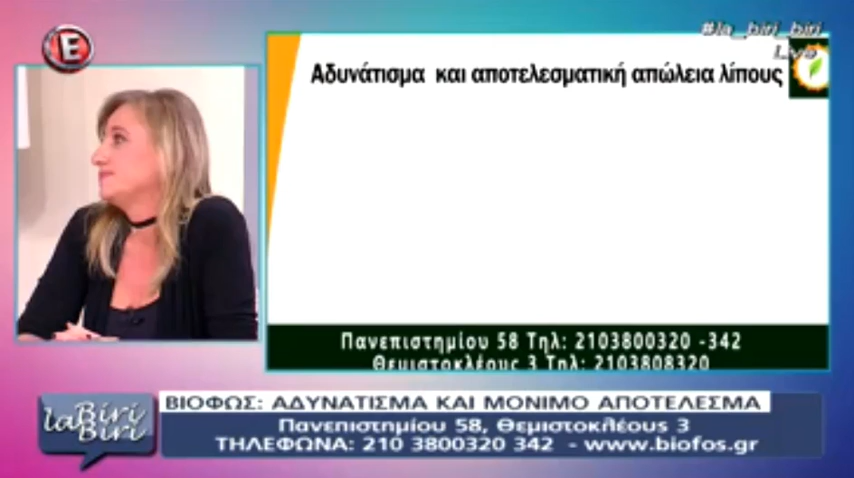 E
#la_biri_biri
Live
Αδυνάτισμα και αποτελεσματική απώλεια λίπους
Πανεπιστημίου 58 Τηλ: 2103800320 -342
Θεμιστοκλέους 3 Τηλ: 2103808320
la Biri Biri
ΒΙΟΦΩΣ: ΑΔΥΝΑΤΙΣΜΑ ΚΑΙ ΜΟΝΙΜΟ ΑΠΟΤΕΛΕΣΜΑ
Πανεπιστημίου 58, Θεμιστοκλέους 3
ΤΗΛΕΦΩΝΑ: 210 3800320 342 - www.biofos.gr